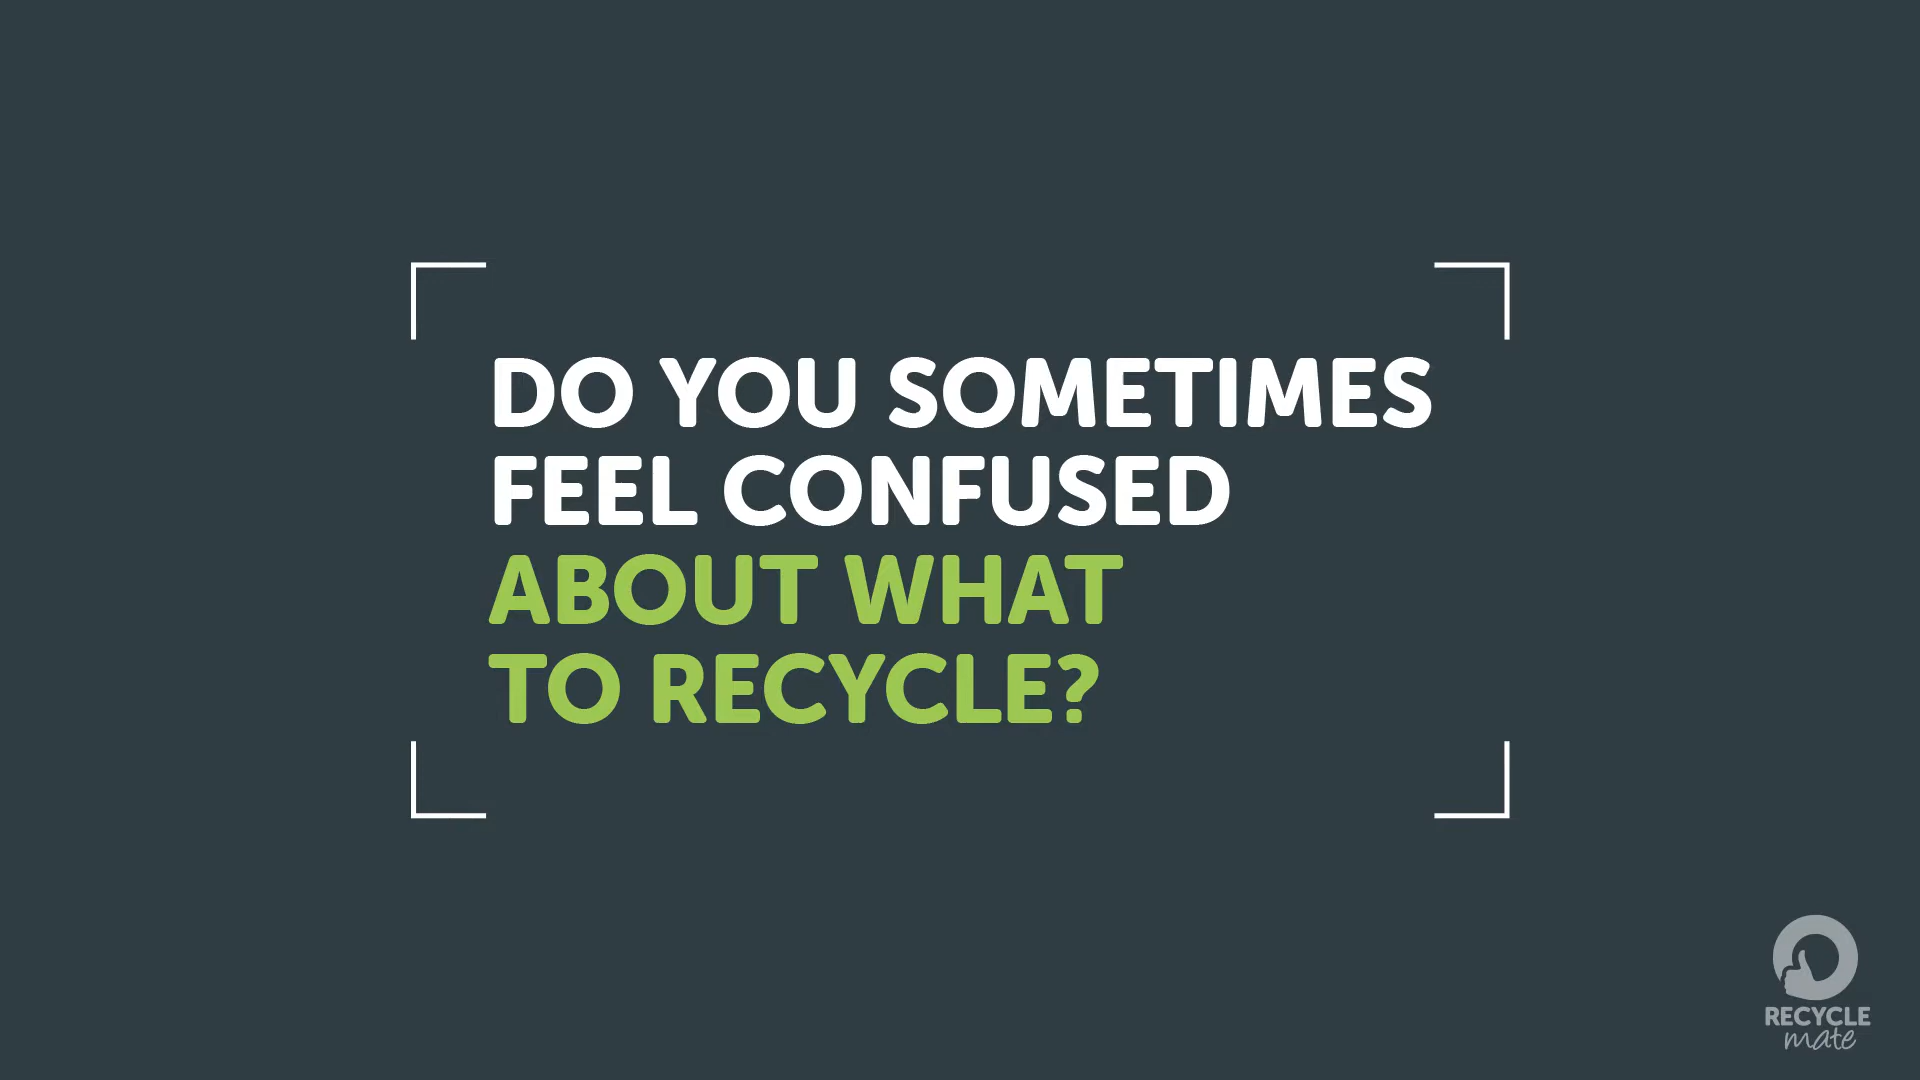 DO YOU SOMETIMES
FEEL CONFUSED
ABOUT WHAT
TO RECYCLE?
RECYCLE
mate